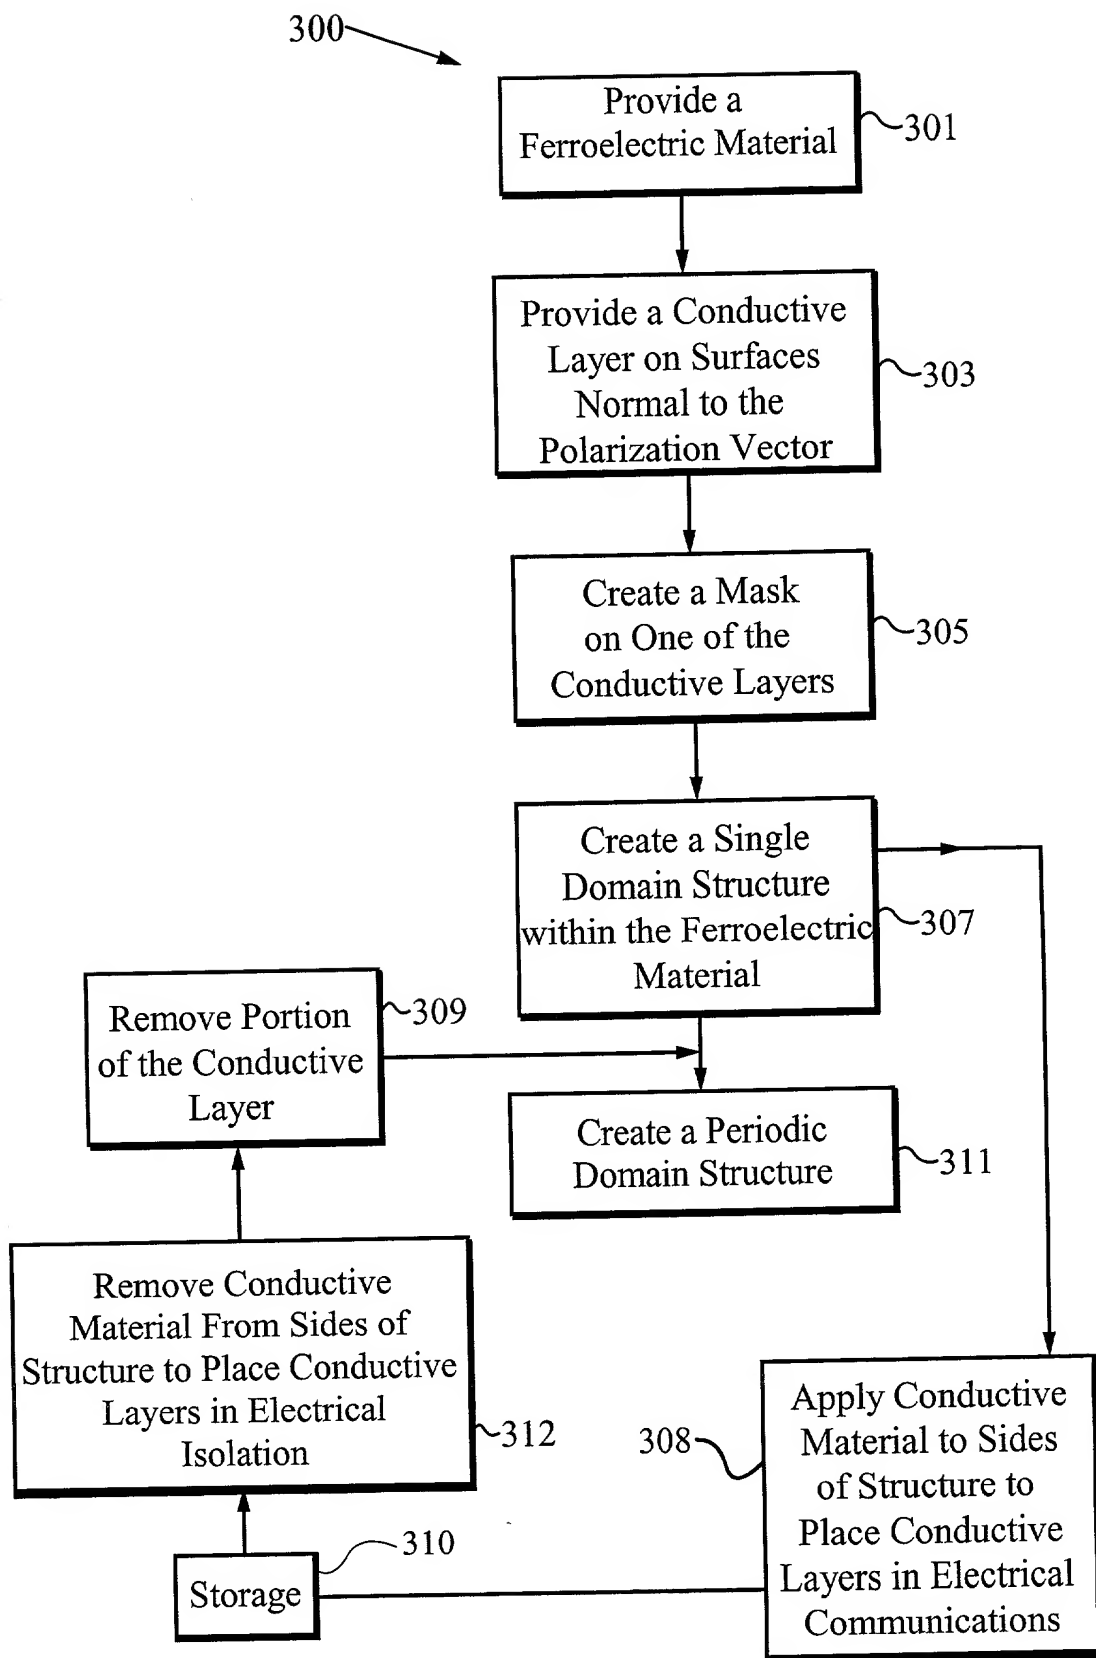 300
Provide a
Ferroelectric Material
301
Provide a Conductive
Layer on Surfaces
Normal to the
Polarization Vector
303
Create a Mask
on One of the
Conductive Layers
305
Create a Single
Domain Structure
within the Ferroelectric
Material
307
Remove Portion
of the Conductive
Layer
309
Create a Periodic
Domain Structure
311
Remove Conductive
Material From Sides of
Structure to Place Conductive
Layers in Electrical
Isolation
312
308
Apply Conductive
Material to Sides
of Structure to
Place Conductive
Layers in Electrical
Communications
310
Storage